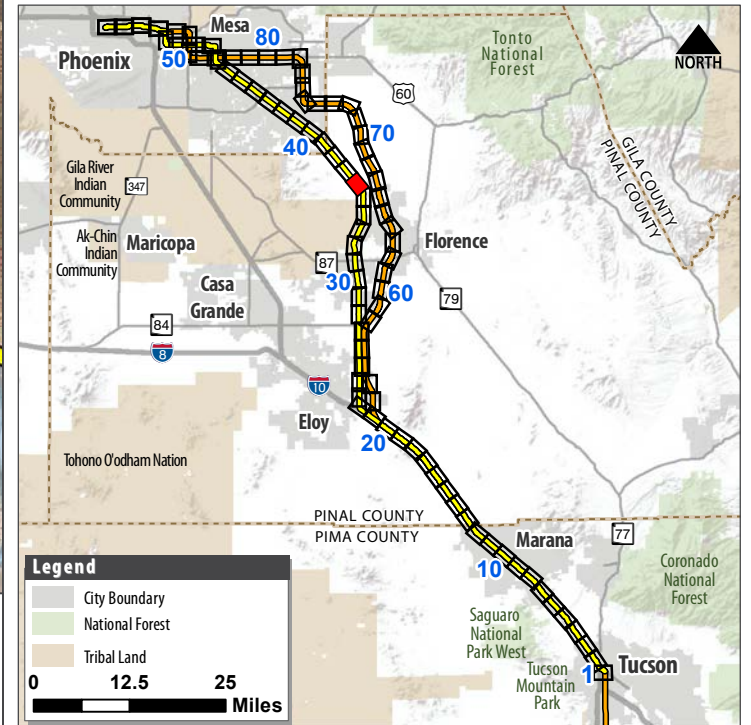 Mesa
80
Phoenix
50
Tonto
National
Forest
NORTH
60
70
40
GILA COUNTY
PINAL COUNTY
Gila River
Indian
Community
347
Ak-Chin
Indian
Community
Maricopa
87
Florence
30
Casa
Grande
60
79
84
8
10
Eloy
20
Tohono O'odham Nation
PINAL COUNTY
PIMA COUNTY
Marana
77
10
Coronado
National
Forest
Saguaro
National
Park West
Tucson
Mountain
Park
1
Tucson
Legend
City Boundary
National Forest
Tribal Land
0 12.5 25
Miles